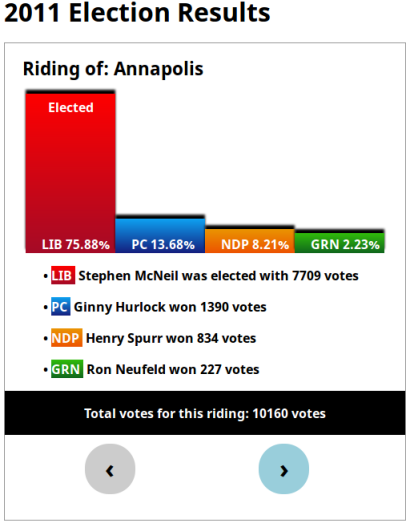 2011 Election Results
Riding of: Annapolis
Elected
LIB 75.88% PC 13.68% NDP 8.21% GRN 2.23%
• LIB Stephen McNeil was elected with 7709 votes
• PC Ginny Hurlock won 1390 votes
• NDP Henry Spurr won 834 votes
• GRN Ron Neufeld won 227 votes
Total votes for this riding: 10160 votes
‹ ›